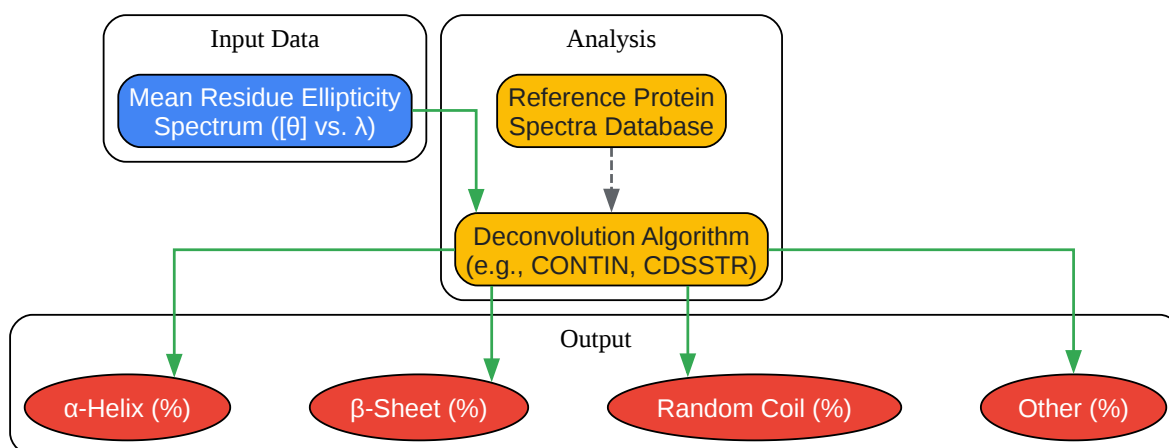 Input Data
Analysis
Mean Residue Ellipticity
Spectrum ([θ] vs. λ)
Reference Protein
Spectra Database
Deconvolution Algorithm
(e.g., CONTIN, CDSSTR)
Output
α-Helix (%)
β-Sheet (%)
Random Coil (%)
Other (%)